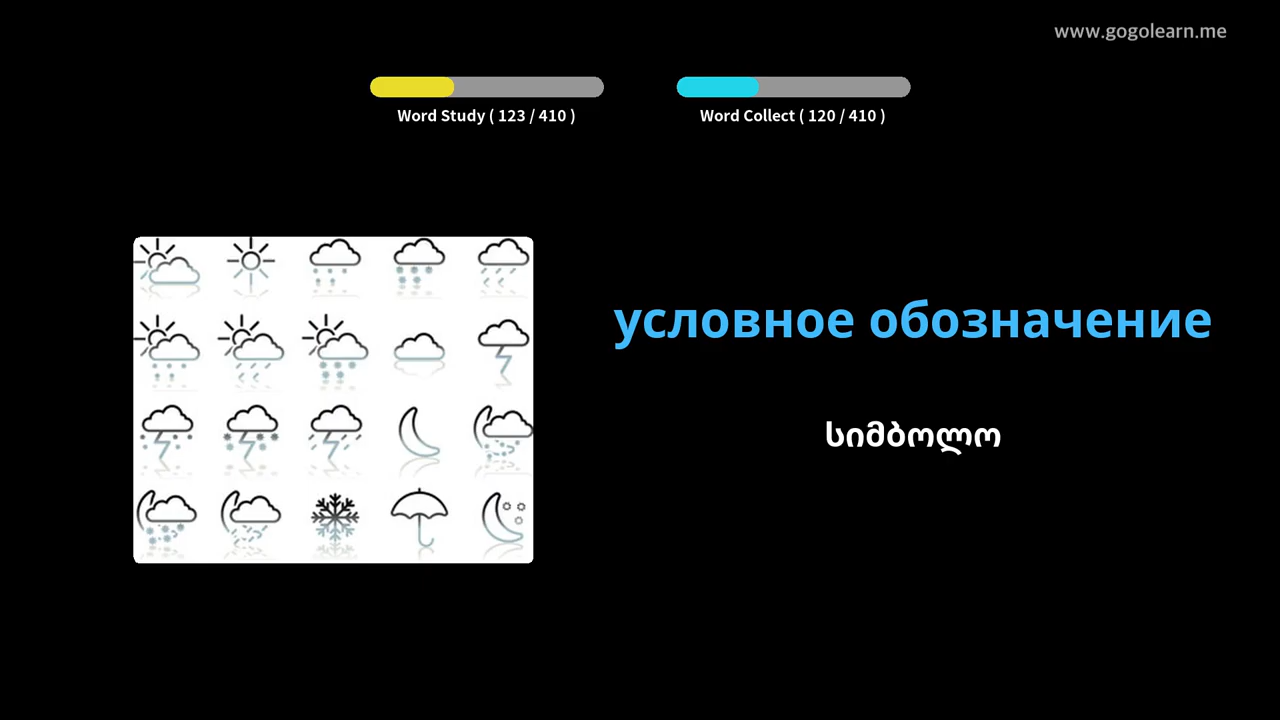 www.gogolearn.me
Word Study ( 123 / 410 )
Word Collect ( 120 / 410 )
условное обозначение
სიმბოლო